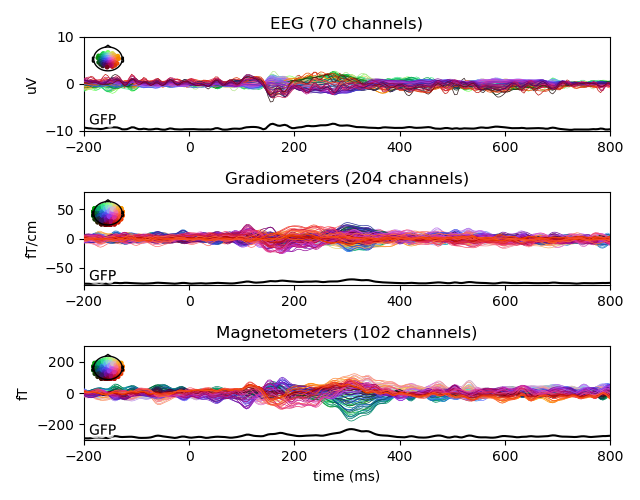 EEG (70 channels)
10
0
−10
uV
GFP
−200 0 200 400 600 800
Gradiometers (204 channels)
50
0
−50
fT/cm
GFP
−200 0 200 400 600 800
Magnetometers (102 channels)
200
0
−200
fT
GFP
−200 0 200 400 600 800
time (ms)